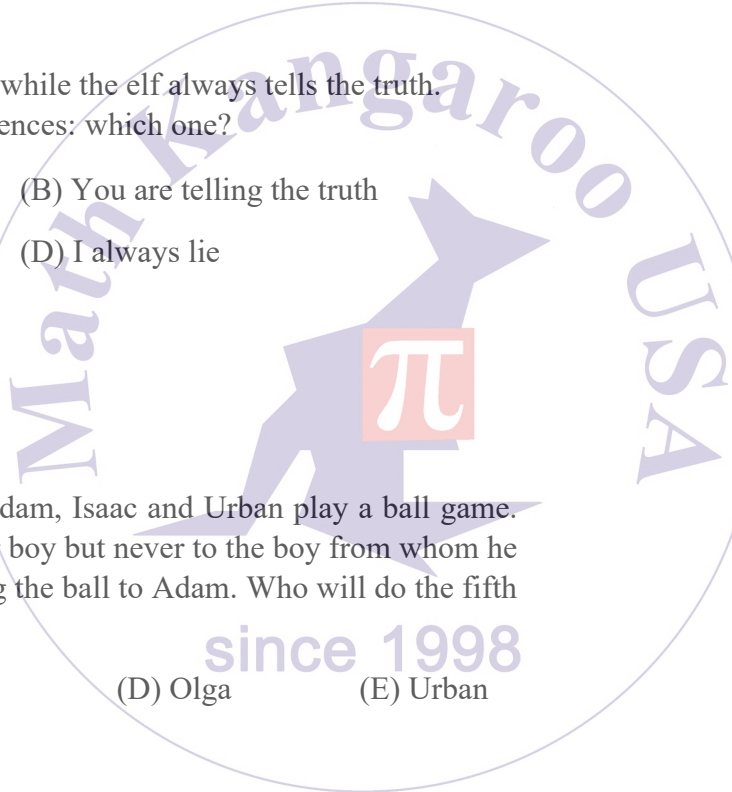 while the elf always tells the truth.
ences: which one?
(B) You are telling the truth
(D) I always lie
dam, Isaac and Urban play a ball game.
boy but never to the boy from whom he
g the ball to Adam. Who will do the fifth
(D) Olga (E) Urban
Math Kangaroo USA
π
since 1998